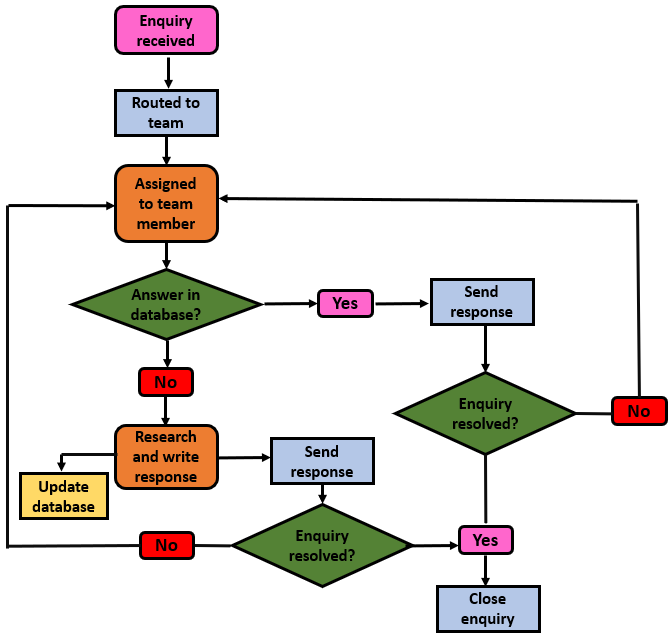 Enquiry
received
Routed to
team
Assigned
to team
member
Answer in
database?
Yes
Send
response
No
Enquiry
resolved?
No
Research
and write
response
Send
response
Update
database
No
Enquiry
resolved?
Yes
Close
enquiry